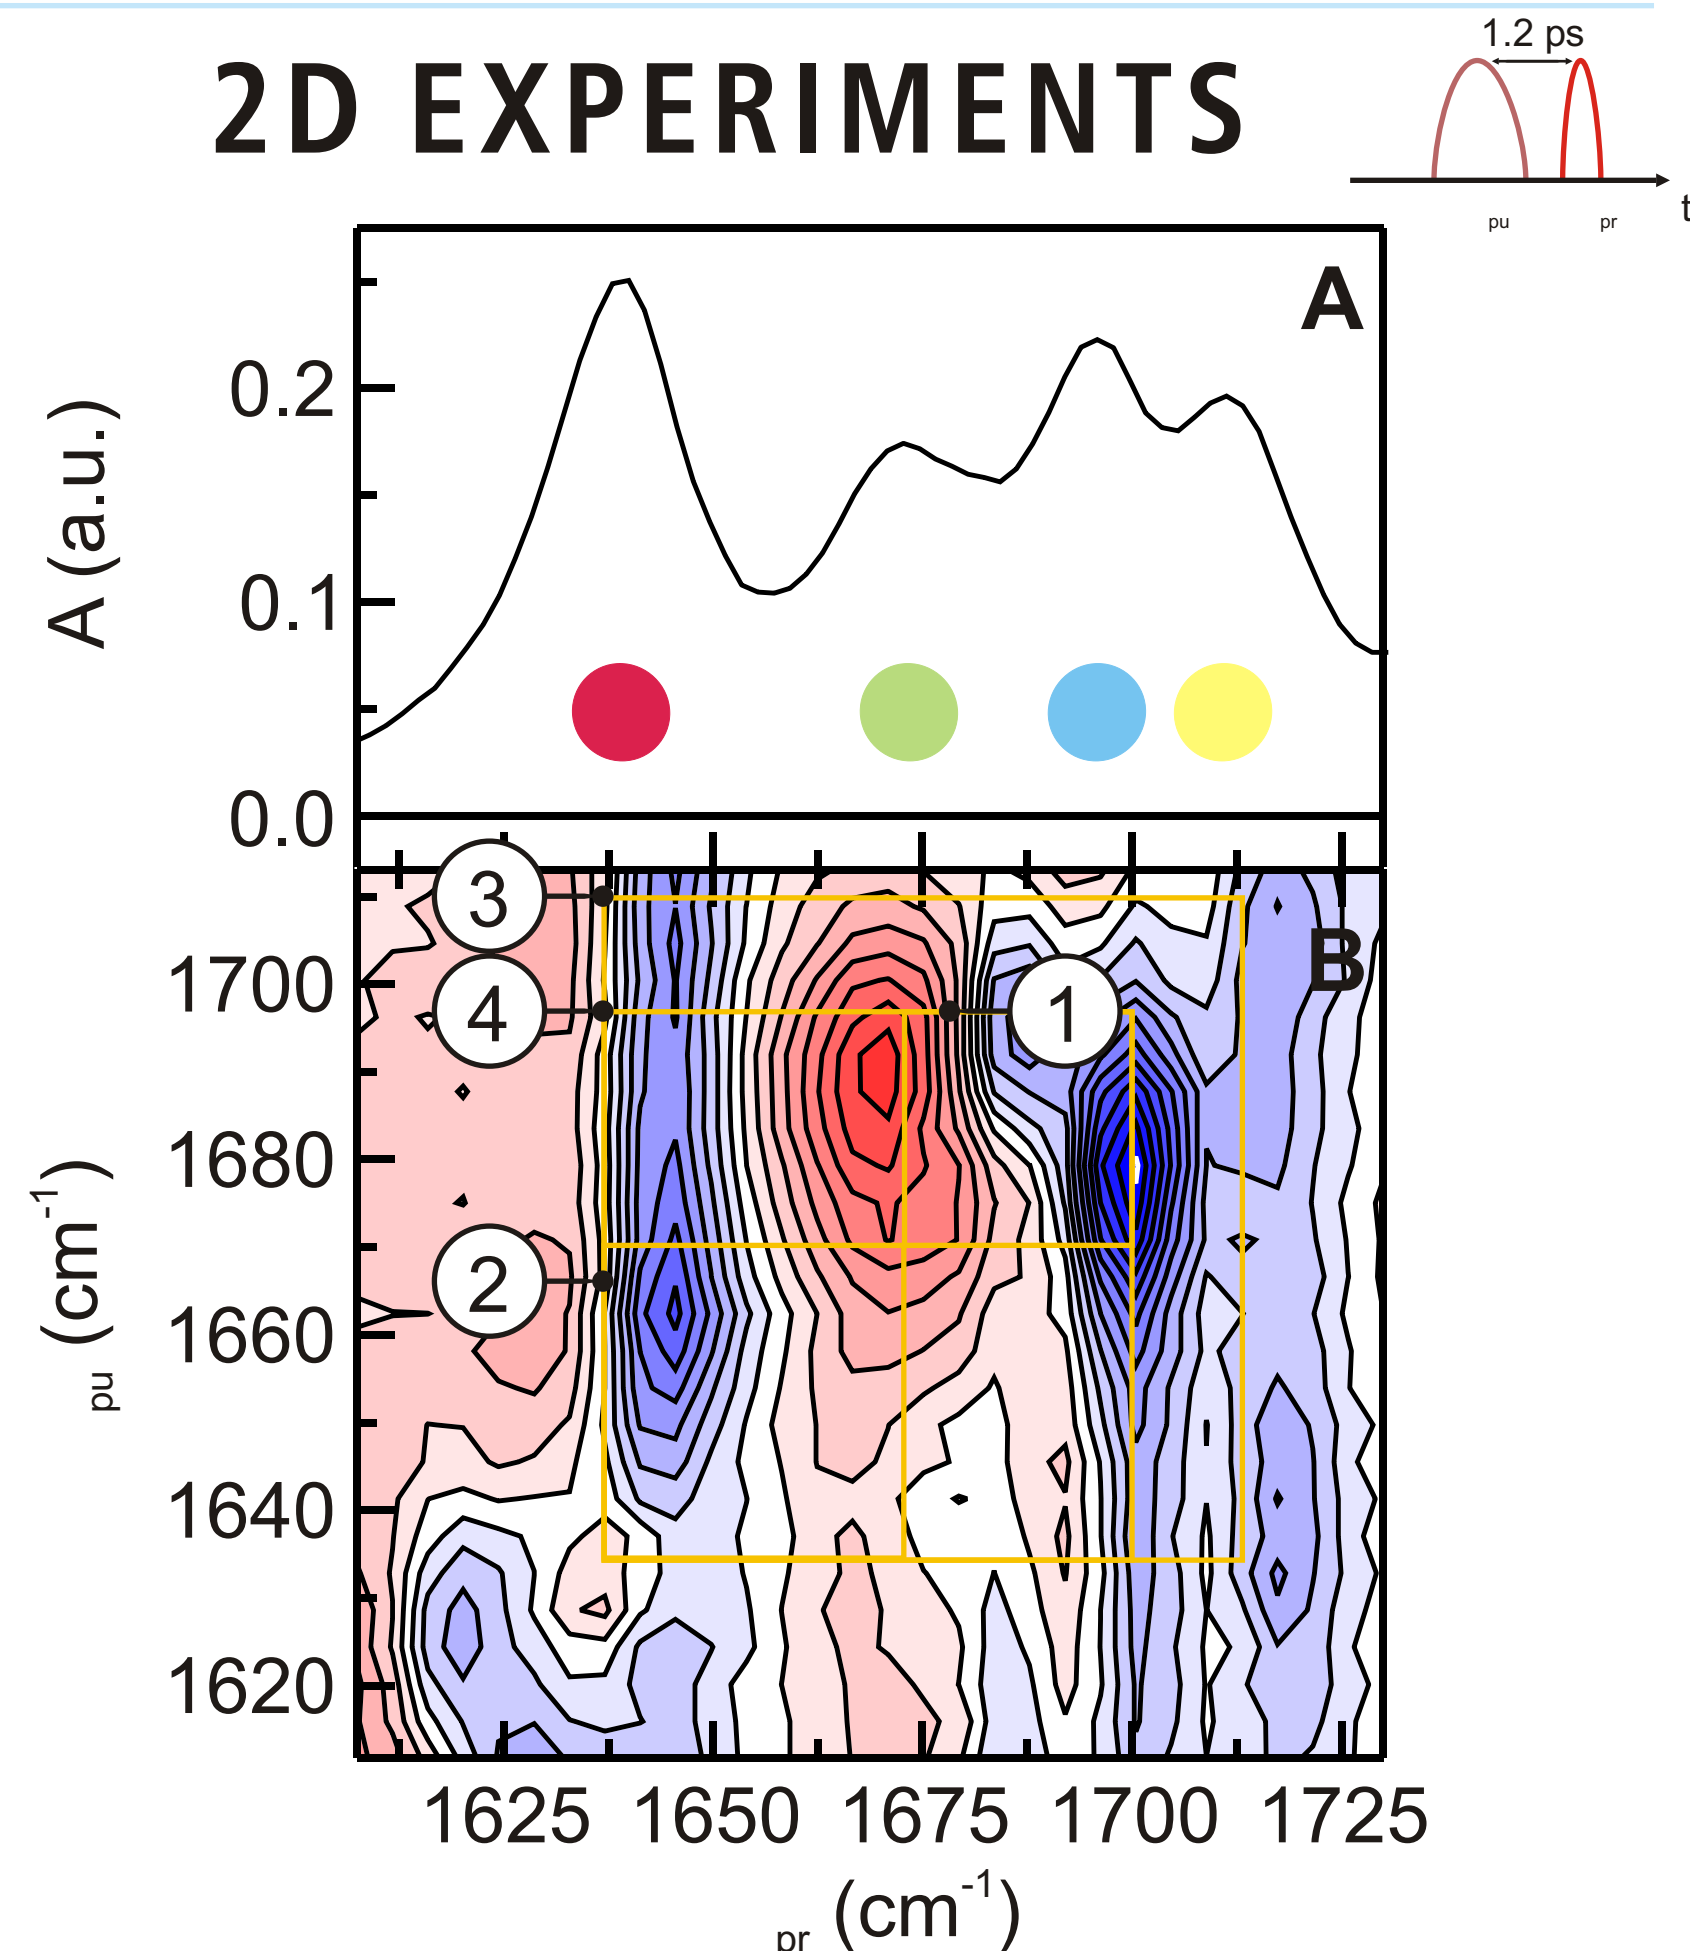 1.2 ps
2D EXPERIMENTS
t
pu
pr
A
A (a.u.)
0.2
0.1
0.0
B
3
4
1
2
1700
1680
1660
1640
1620
pu (cm-1)
1625 1650 1675 1700 1725
pr (cm-1)